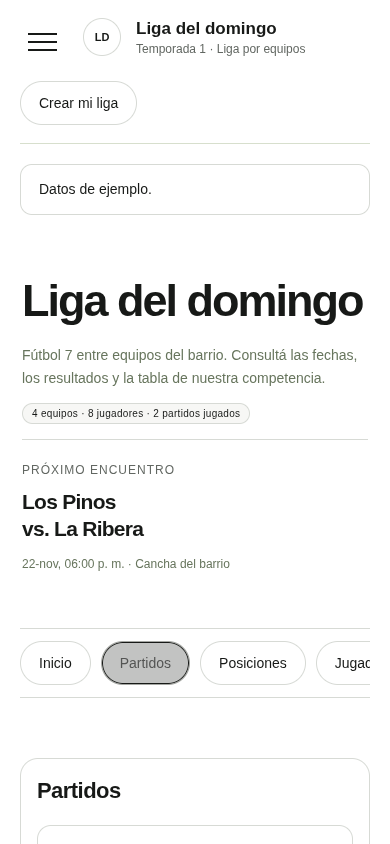 LD
Liga del domingo
Temporada 1 · Liga por equipos
Crear mi liga
Datos de ejemplo.
Liga del domingo
Fútbol 7 entre equipos del barrio. Consultá las fechas,
los resultados y la tabla de nuestra competencia.
4 equipos · 8 jugadores · 2 partidos jugados
PRÓXIMO ENCUENTRO
Los Pinos
vs. La Ribera
22-nov, 06:00 p. m. · Cancha del barrio
Inicio Partidos Posiciones Jugad
Partidos